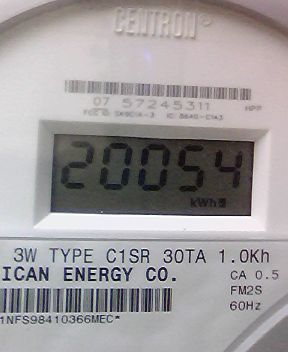 CENTRON®
07 57245311
20054
kWh
3W TYPE C1SR 30TA 1.0Kh
ICAN ENERGY CO.
CA 0.5
FM2S
60Hz
1NFS98410366MEC*